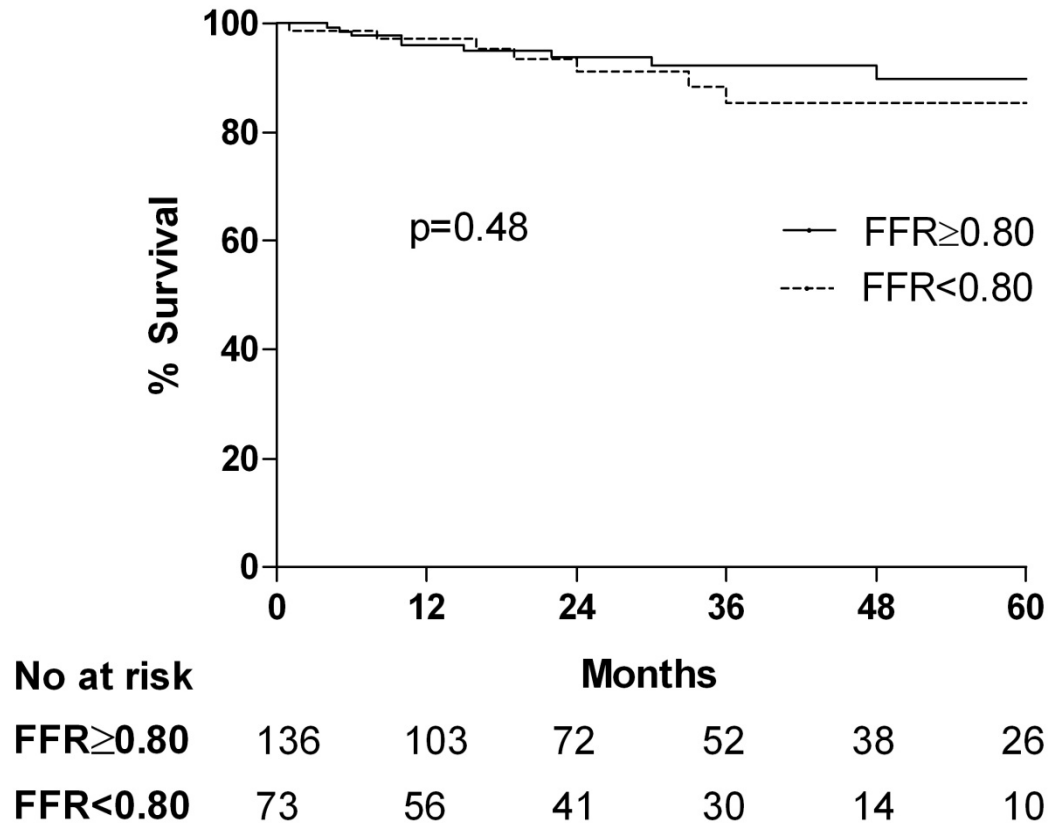 100
80
60
40
20
0
% Survival
p=0.48
FFR≥0.80
FFR<0.80
0 12 24 36 48 60
Months
No at risk
FFR≥0.80 136 103 72 52 38 26
FFR<0.80 73 56 41 30 14 10